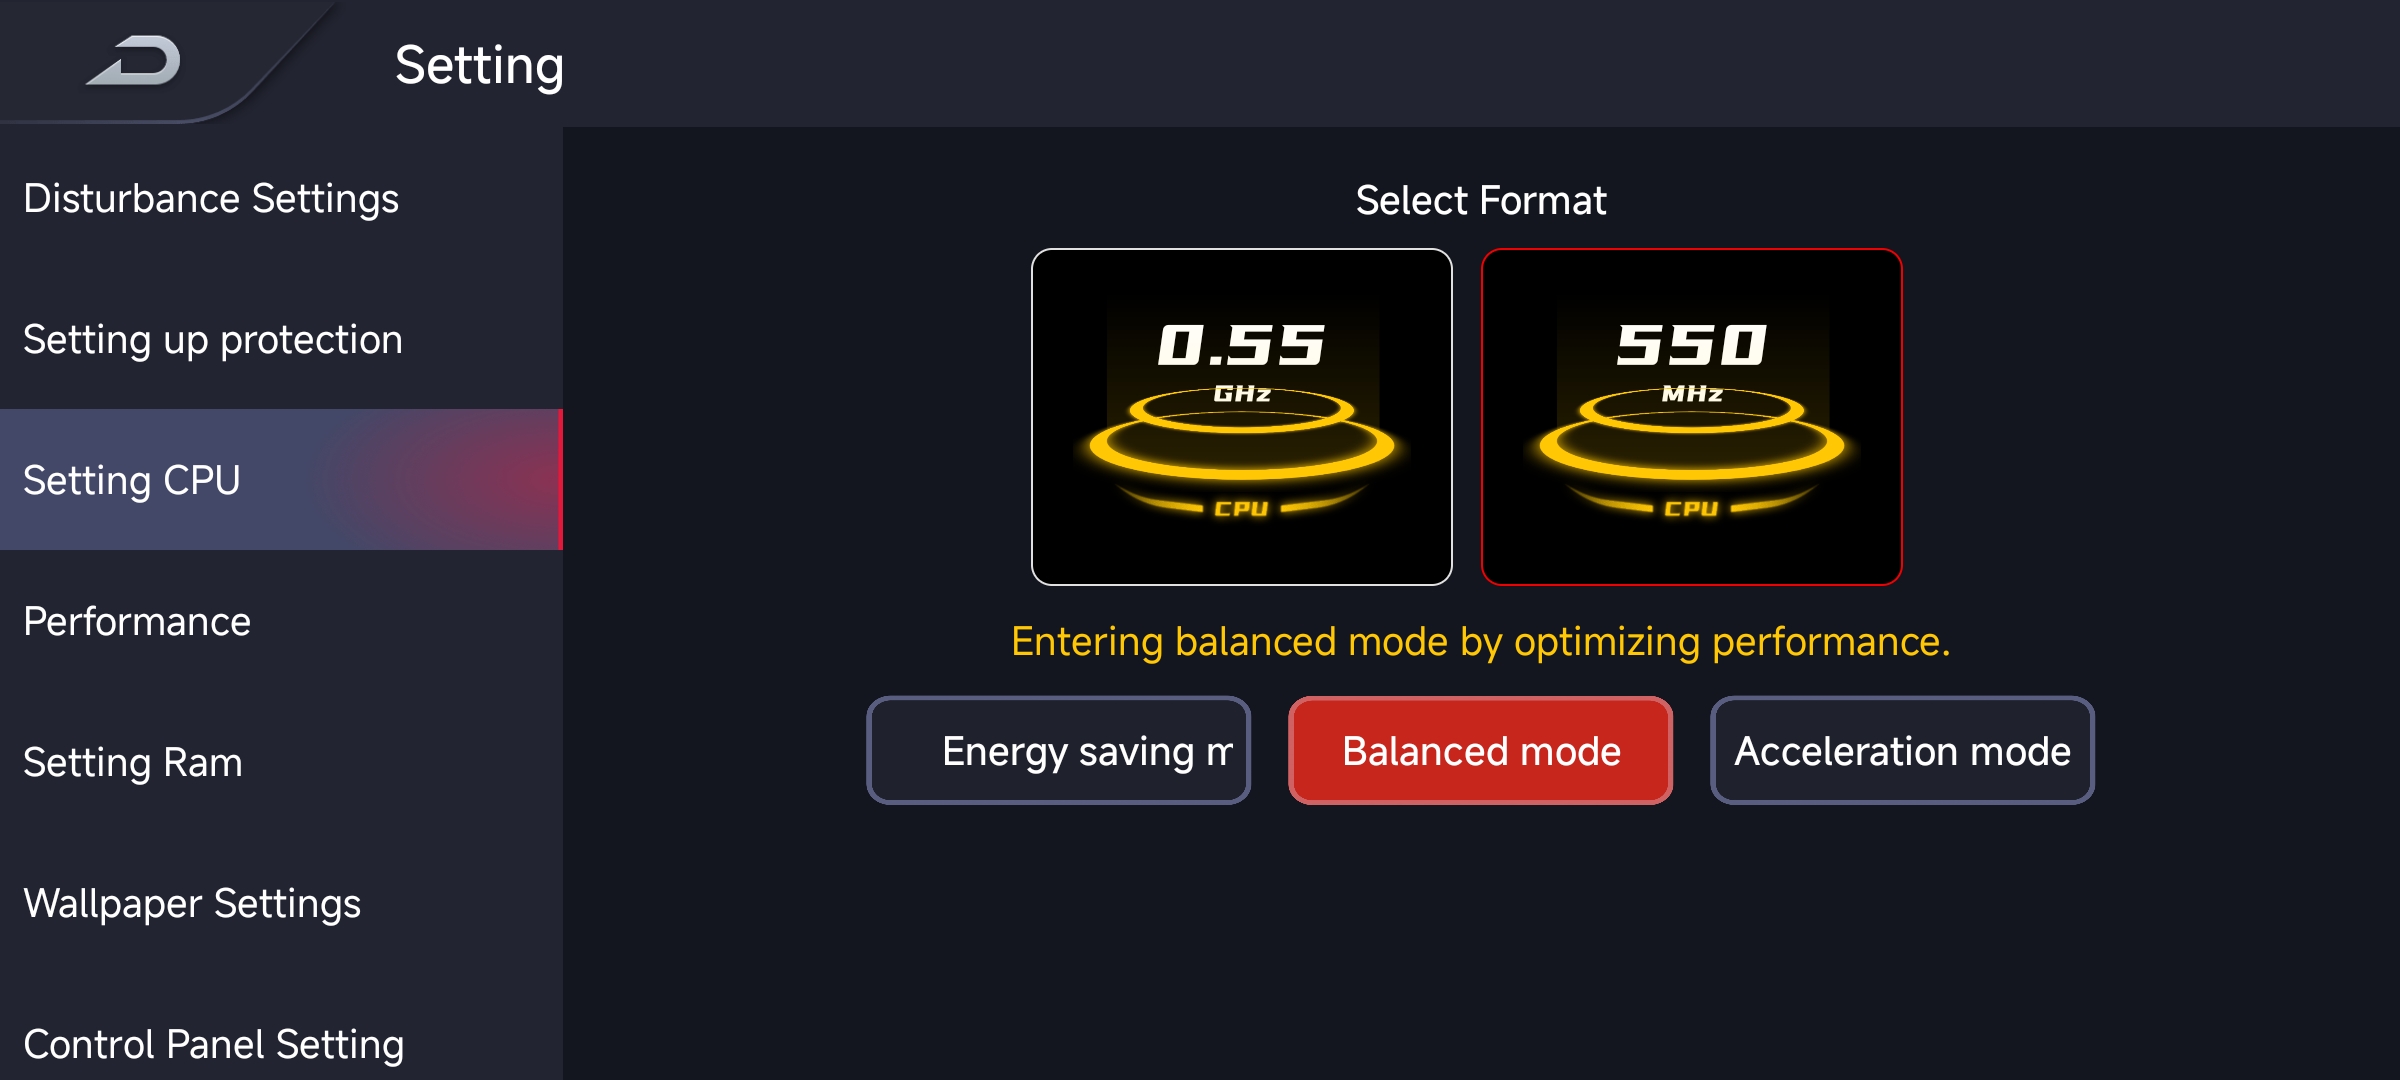 Setting
Disturbance Settings
Setting up protection
Setting CPU
Performance
Setting Ram
Wallpaper Settings
Control Panel Setting
Select Format
0.55
GHz
CPU
550
MHz
CPU
Entering balanced mode by optimizing performance.
Energy saving m
Balanced mode
Acceleration mode